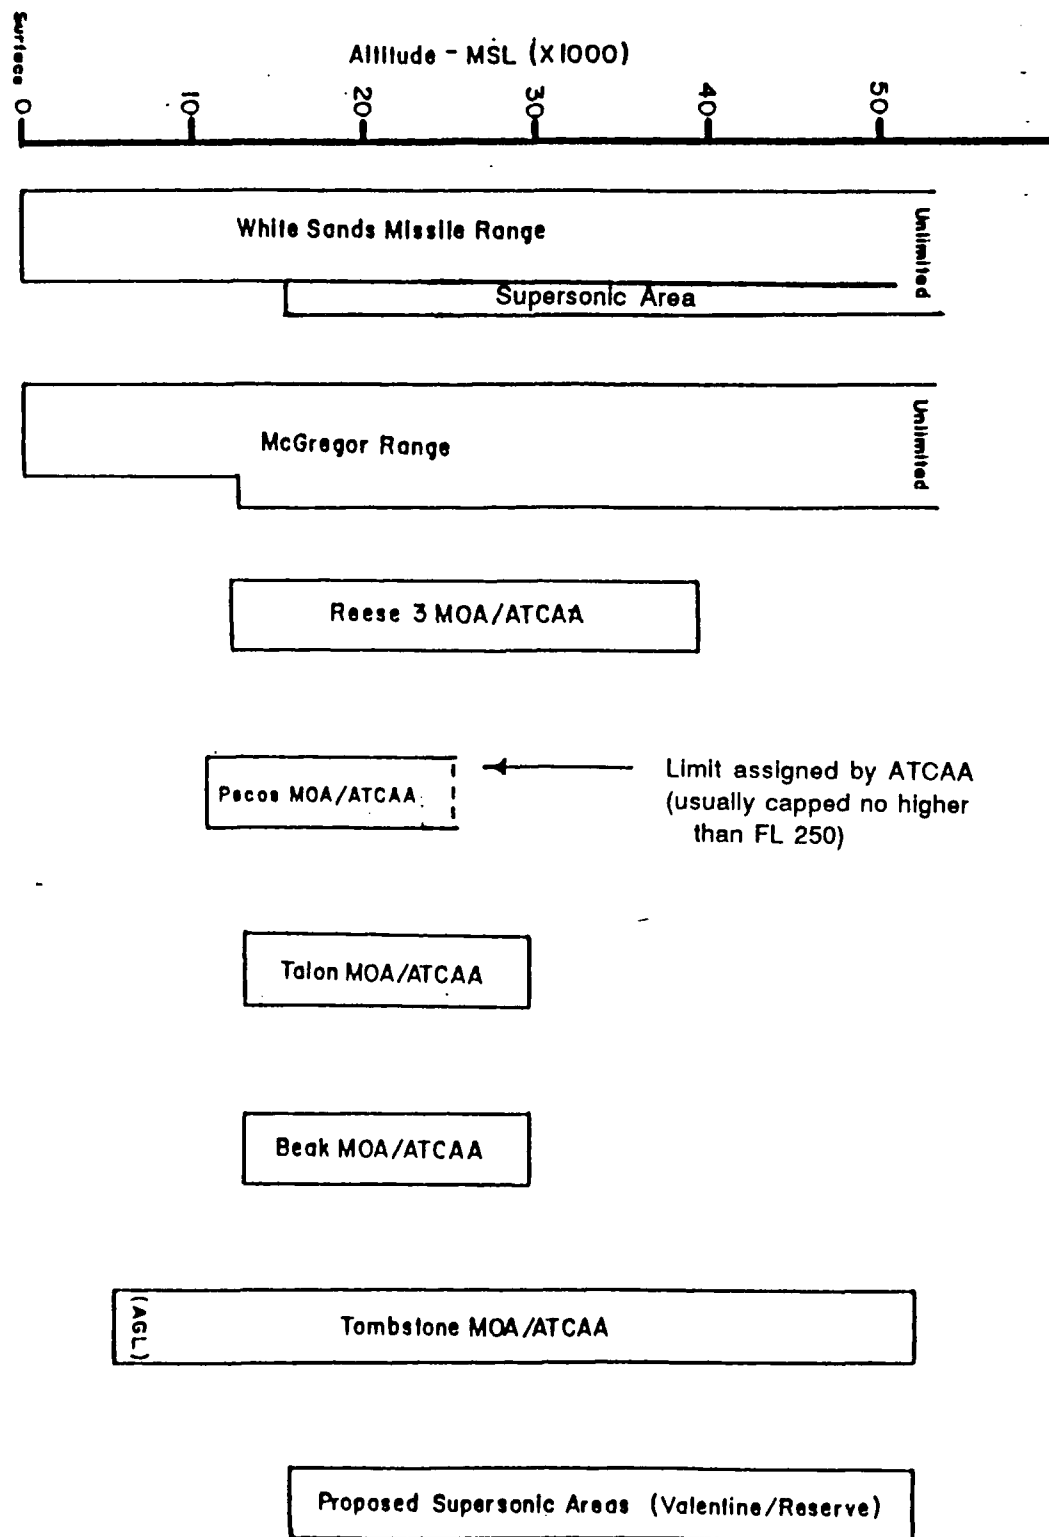 Altitude - MSL (X1000)
Surface 0
10
20
30
40
50
White Sands Missile Range
Unlimited
Supersonic Area
McGregor Range
Unlimited
Reese 3 MOA/ATCAA
Pecos MOA/ATCAA
Limit assigned by ATCAA
(usually capped no higher
than FL 250)
Talon MOA/ATCAA
Beak MOA/ATCAA
(AGL)
Tombstone MOA/ATCAA
Proposed Supersonic Areas (Valentine/Reserve)